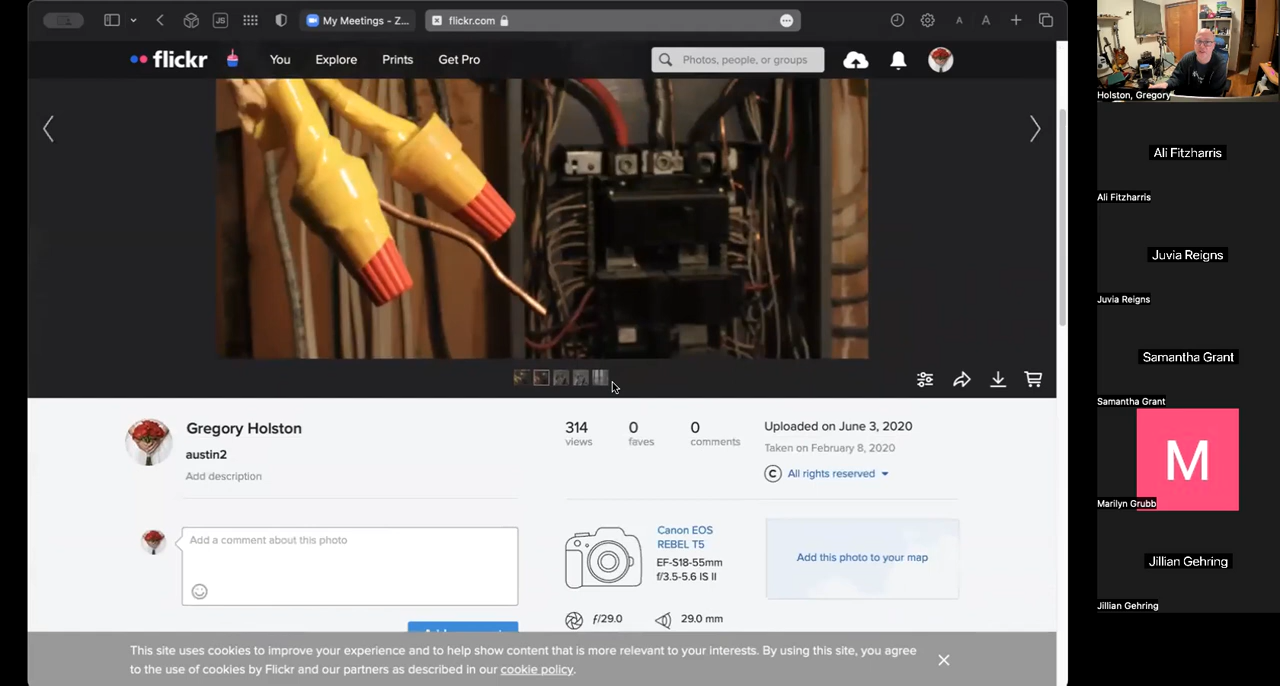 My Meetings - Z...
flickr.com
JS
A
A
flickr
You
Explore
Prints
Get Pro
Photos, people, or groups
Gregory Holston
austin2
Add description
314
views
0
faves
0
comments
Uploaded on June 3, 2020
Taken on February 8, 2020
C
All rights reserved
Add a comment about this photo
Canon EOS
REBEL T5
EF-S18-55mm
f/3.5-5.6 IS II
ƒ/29.0
29.0 mm
Add this photo to your map
This site uses cookies to improve your experience and to help show content that is more relevant to your interests. By using this site, you agree
to the use of cookies by Flickr and our partners as described in our cookie policy.
Holston, Gregory
Ali Fitzharris
Ali Fitzharris
Juvia Reigns
Juvia Reigns
Samantha Grant
Samantha Grant
M
Marilyn Grubb
Jillian Gehring
Jillian Gehring